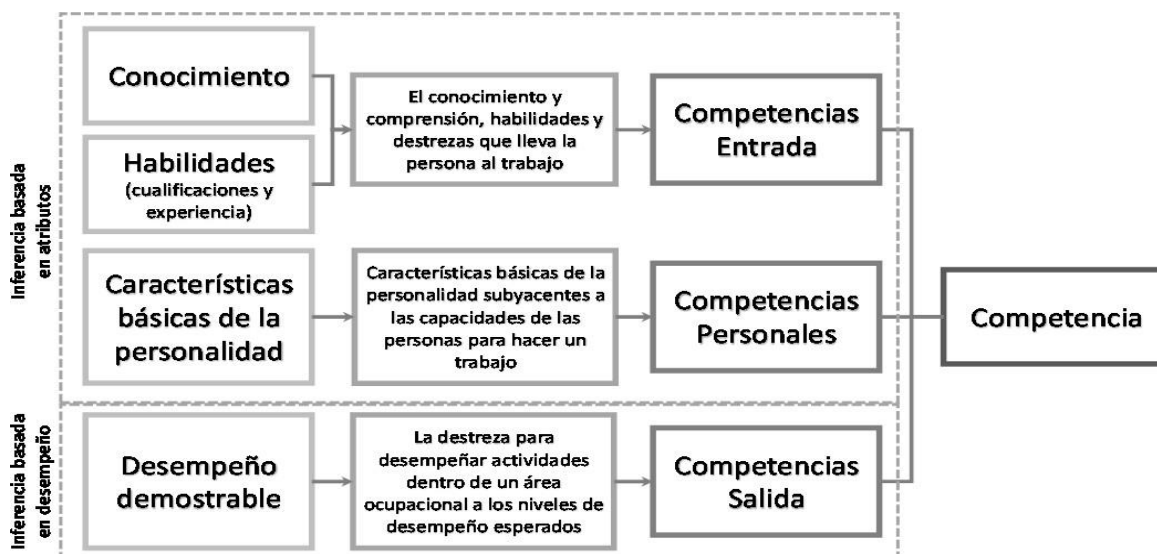 Inferencia basada
en atributos
Conocimiento
Habilidades
(cualificaciones y
experiencia)
El conocimiento y
comprensión, habilidades y
destrezas que lleva la
persona al trabajo
Competencias
Entrada
Características
básicas de la
personalidad
Características básicas de la
personalidad subyacentes a
las capacidades de las
personas para hacer un
trabajo
Competencias
Personales
Competencia
Inferencia basada
en desempeño
Desempeño
demostrable
La destreza para
desempeñar actividades
dentro de un área
ocupacional a los niveles de
desempeño esperados
Competencias
Salida